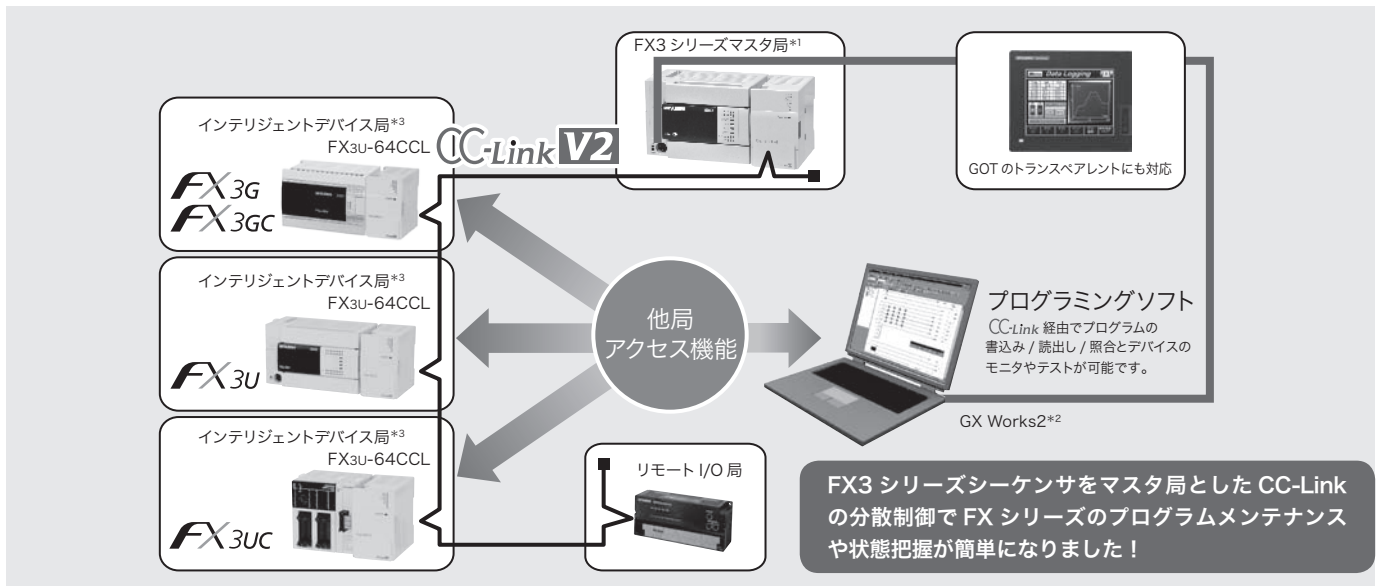 FX3 シリーズマスタ局*1
GOT のトランスペアレントにも対応
インテリジェントデバイス局*3
FX3U-64CCL
FX3G
FX3GC
CC-Link V2
インテリジェントデバイス局*3
FX3U-64CCL
FX3U
インテリジェントデバイス局*3
FX3U-64CCL
FX3UC
他局
アクセス機能
プログラミングソフト
CC-Link 経由でプログラムの
書込み / 読出し / 照合とデバイスの
モニタやテストが可能です。
GX Works2*2
リモート I/O 局
FX3 シリーズシーケンサをマスタ局とした CC-Link
の分散制御で FX シリーズのプログラムメンテナンス
や状態把握が簡単になりました！
Data Logging